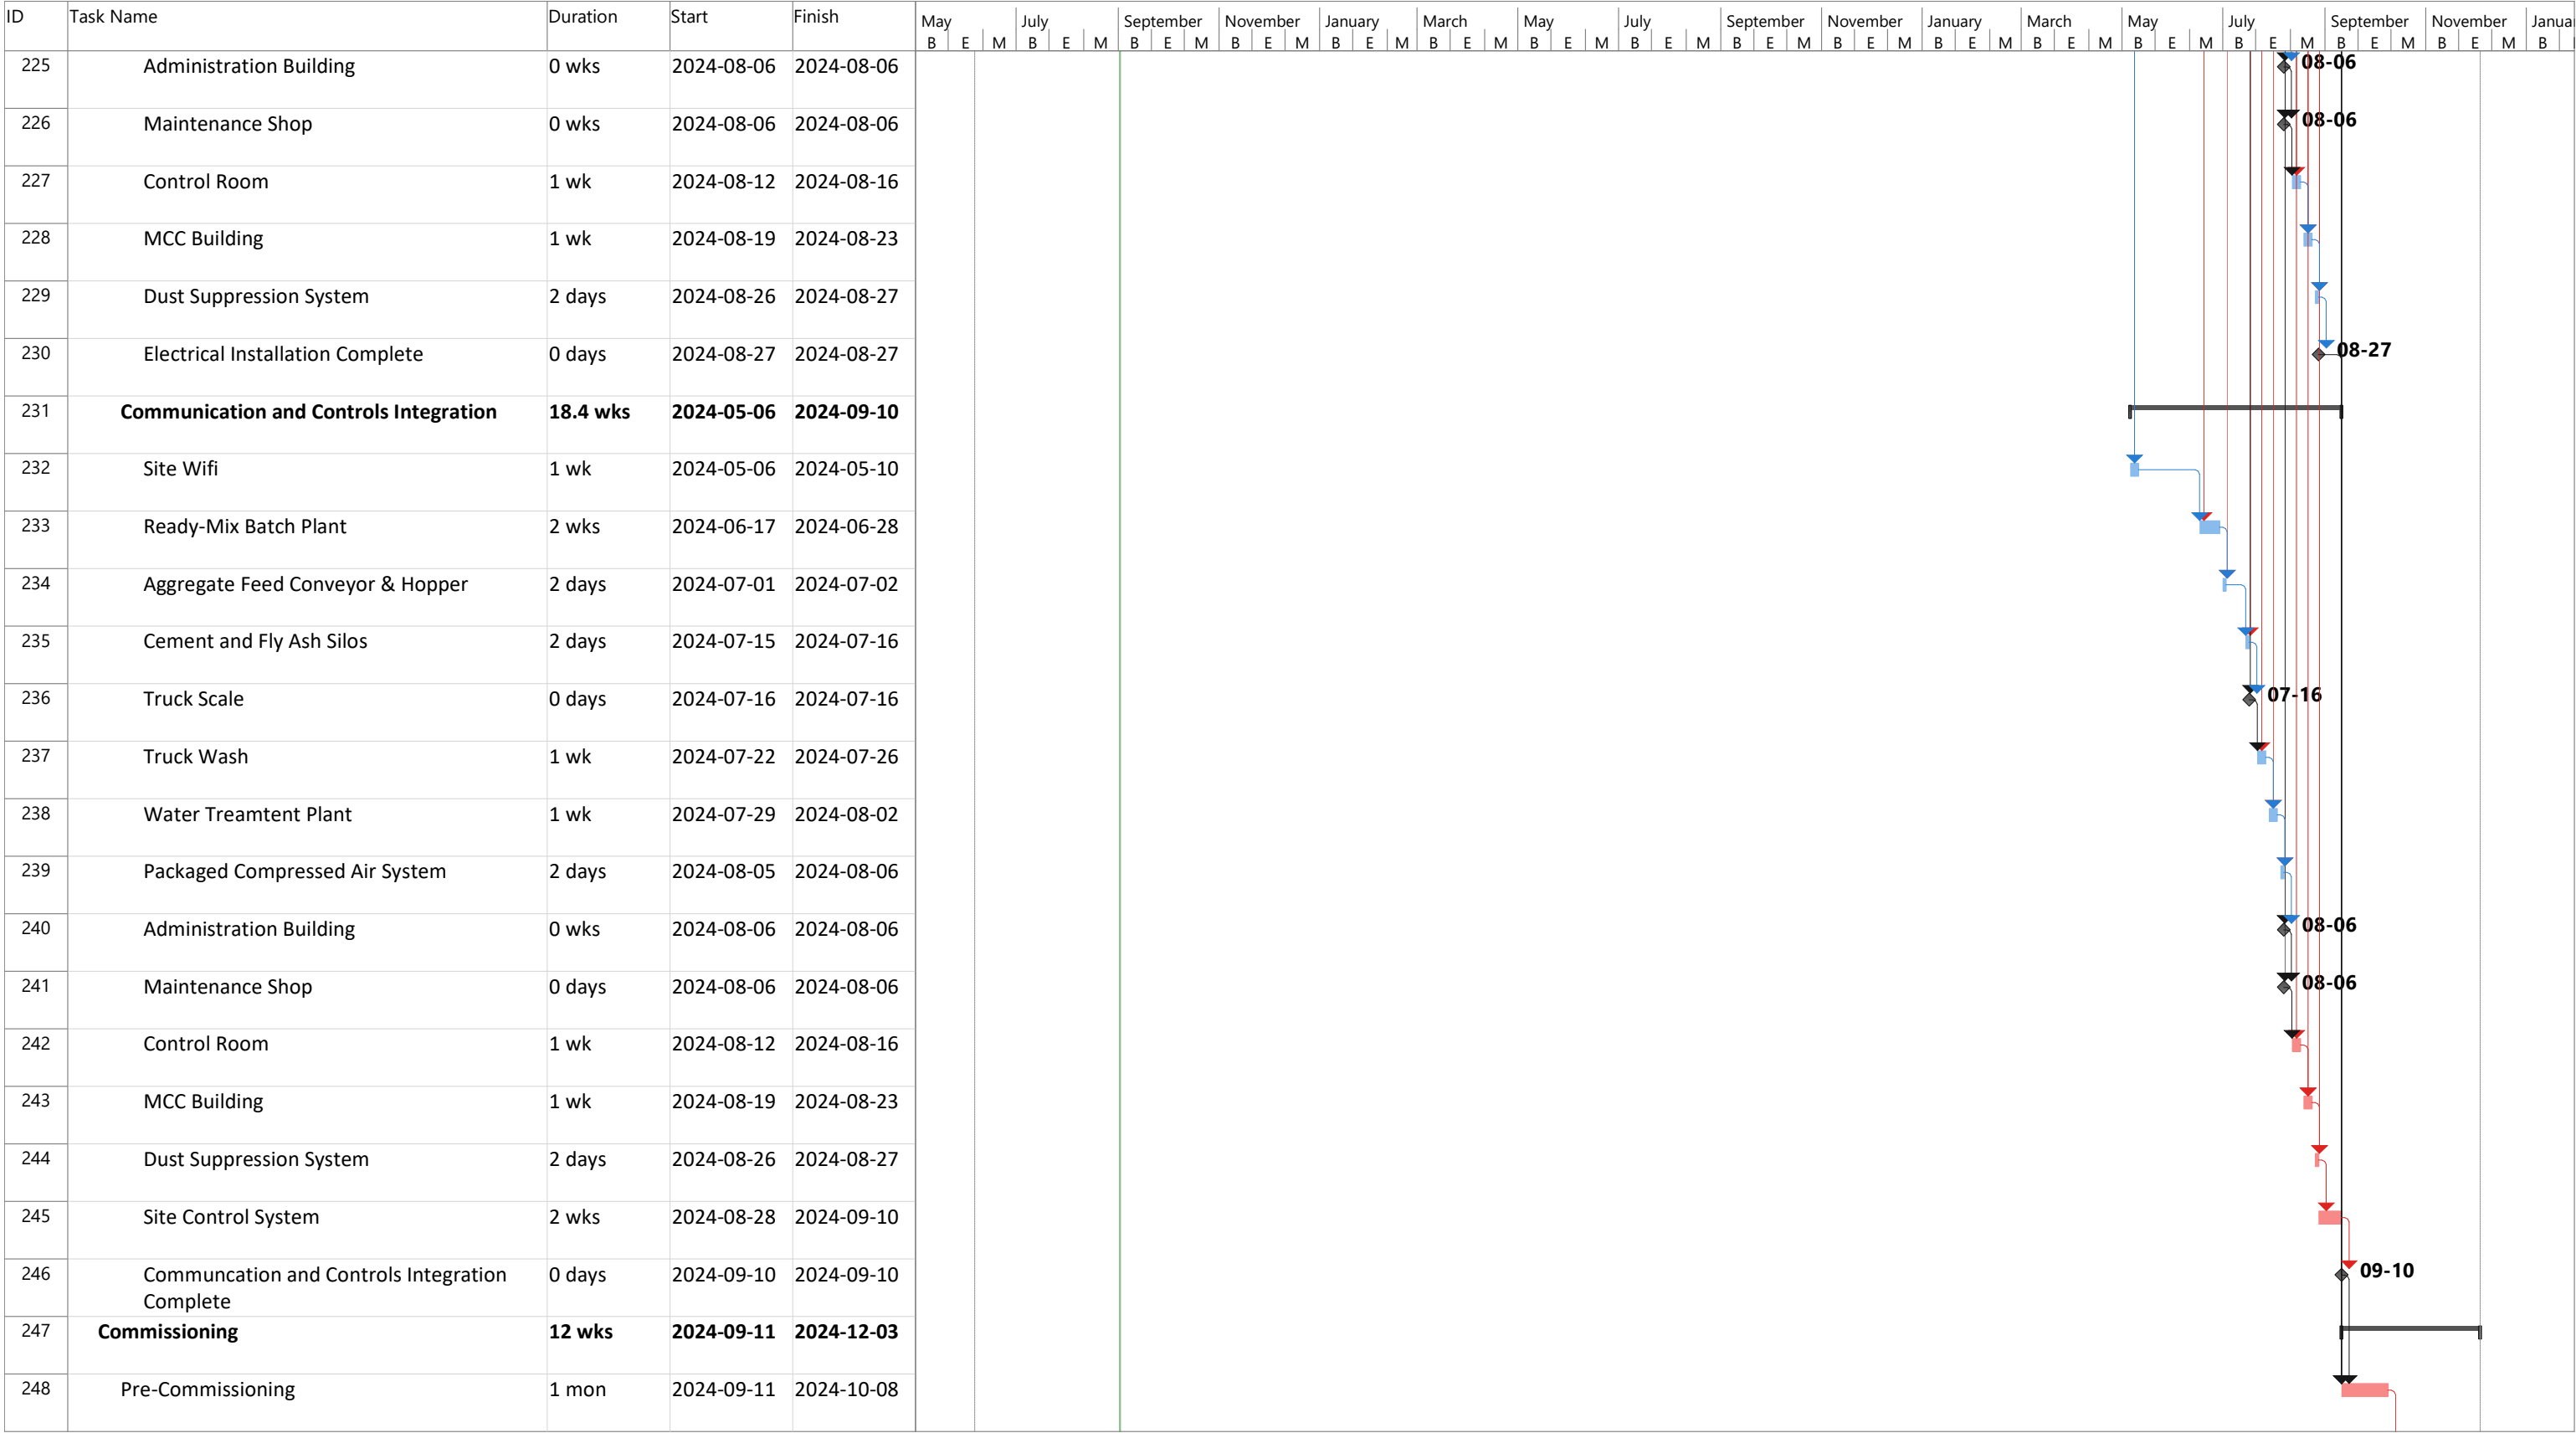 ID Task Name Duration Start Finish May July September November January March May July September November January March May July September November Janua
B E M B E M B E M B E M B E M B E M B E M B E M B E M B E M B E M B E M B E M B E M B E M B E M B
225 Administration Building 0 wks 2024-08-06 2024-08-06 08-06
226 Maintenance Shop 0 wks 2024-08-06 2024-08-06 08-06
227 Control Room 1 wk 2024-08-12 2024-08-16
228 MCC Building 1 wk 2024-08-19 2024-08-23
229 Dust Suppression System 2 days 2024-08-26 2024-08-27
230 Electrical Installation Complete 0 days 2024-08-27 2024-08-27 08-27
231 Communication and Controls Integration 18.4 wks 2024-05-06 2024-09-10
232 Site Wifi 1 wk 2024-05-06 2024-05-10
233 Ready-Mix Batch Plant 2 wks 2024-06-17 2024-06-28
234 Aggregate Feed Conveyor & Hopper 2 days 2024-07-01 2024-07-02
235 Cement and Fly Ash Silos 2 days 2024-07-15 2024-07-16
236 Truck Scale 0 days 2024-07-16 2024-07-16 07-16
237 Truck Wash 1 wk 2024-07-22 2024-07-26
238 Water Treamtent Plant 1 wk 2024-07-29 2024-08-02
239 Packaged Compressed Air System 2 days 2024-08-05 2024-08-06
240 Administration Building 0 wks 2024-08-06 2024-08-06 08-06
241 Maintenance Shop 0 days 2024-08-06 2024-08-06 08-06
242 Control Room 1 wk 2024-08-12 2024-08-16
243 MCC Building 1 wk 2024-08-19 2024-08-23
244 Dust Suppression System 2 days 2024-08-26 2024-08-27
245 Site Control System 2 wks 2024-08-28 2024-09-10
246 Communcation and Controls Integration 0 days 2024-09-10 2024-09-10 09-10
Complete
247 Commissioning 12 wks 2024-09-11 2024-12-03
248 Pre-Commissioning 1 mon 2024-09-11 2024-10-08